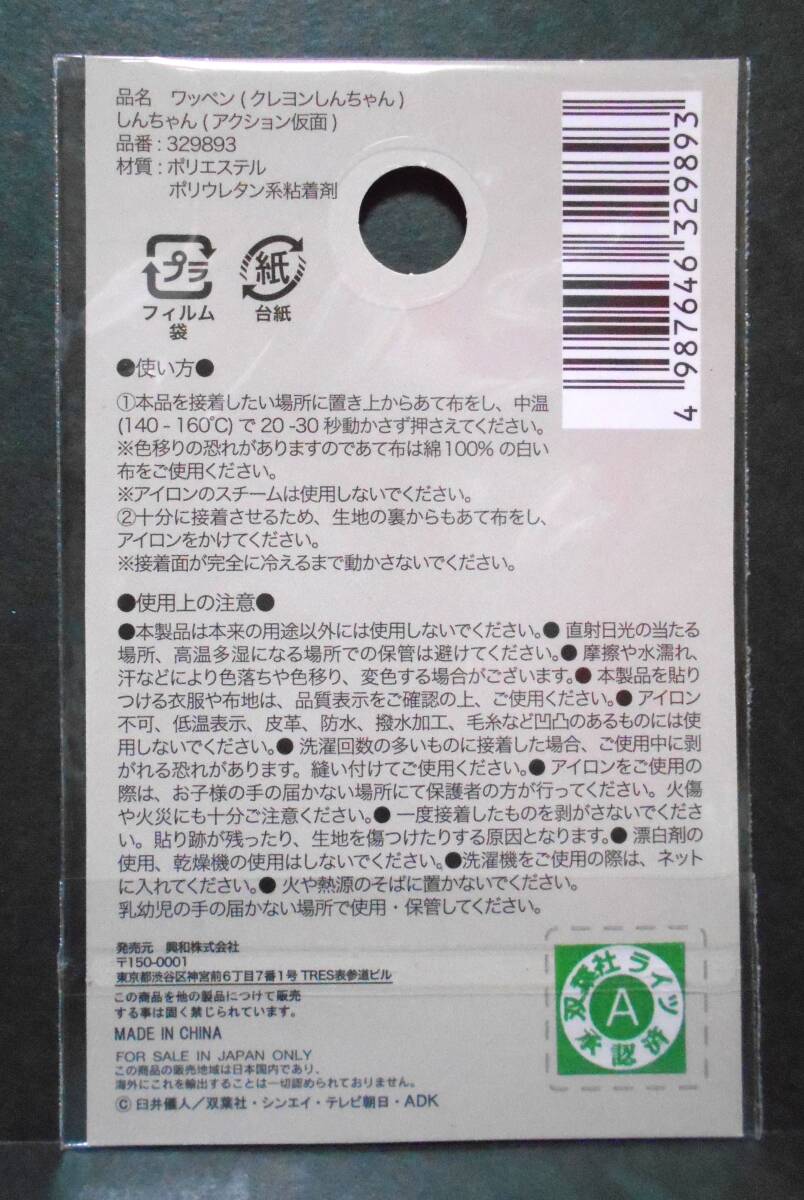 品名　ワッペン(クレヨンしんちゃん)
しんちゃん(アクション仮面)
品番：329893
材質：ポリエステル
ポリウレタン系粘着剤
プラ
フィルム
袋
紙
台紙
4 987646 329893
●使い方●
①本品を接着したい場所に置き上からあて布をし、中温
(140-160℃)で20-30秒動かさず押さえてください。
※色移りの恐れがありますのであて布は綿100%の白い
布をご使用ください。
※アイロンのスチームは使用しないでください。
②十分に接着させるため、生地の裏からもあて布をし、
アイロンをかけてください。
※接着面が完全に冷えるまで動かさないでください。
●使用上の注意●
●本製品は本来の用途以外には使用しないでください。● 直射日光の当たる
場所、高温多湿になる場所での保管は避けてください。● 摩擦や水濡れ、
汗などにより色落ちや色移り、変色する場合がございます。● 本製品を貼り
つける衣服や布地は、品質表示をご確認の上、ご使用ください。● アイロン
不可、低温表示、皮革、防水、撥水加工、毛糸など凹凸のあるものには使
用しないでください。● 洗濯回数の多いものに接着した場合、ご使用中に剥
がれる恐れがあります。縫い付けてご使用ください。● アイロンをご使用の
際は、お子様の手の届かない場所にて保護者の方が行ってください。火傷
や火災にも十分ご注意ください。● 一度接着したものを剥がさないでくださ
い。貼り跡が残ったり、生地を傷つけたりする原因となります。● 漂白剤の
使用、乾燥機の使用はしないでください。●洗濯機をご使用の際は、ネット
に入れてください。● 火や熱源のそばに置かないでください。
乳幼児の手の届かない場所で使用・保管してください。
発売元　興和株式会社
〒150-0001
東京都渋谷区神宮前6丁目7番1号 TRES表参道ビル
この商品を他の製品につけて販売
する事は固く禁じられています。
MADE IN CHINA
FOR SALE IN JAPAN ONLY
この商品の販売地域は日本国内であり、
海外にこれを輸出することは一切認められておりません。
© 臼井儀人／双葉社・シンエイ・テレビ朝日・ADK
双葉社 ライツ
A
承認済